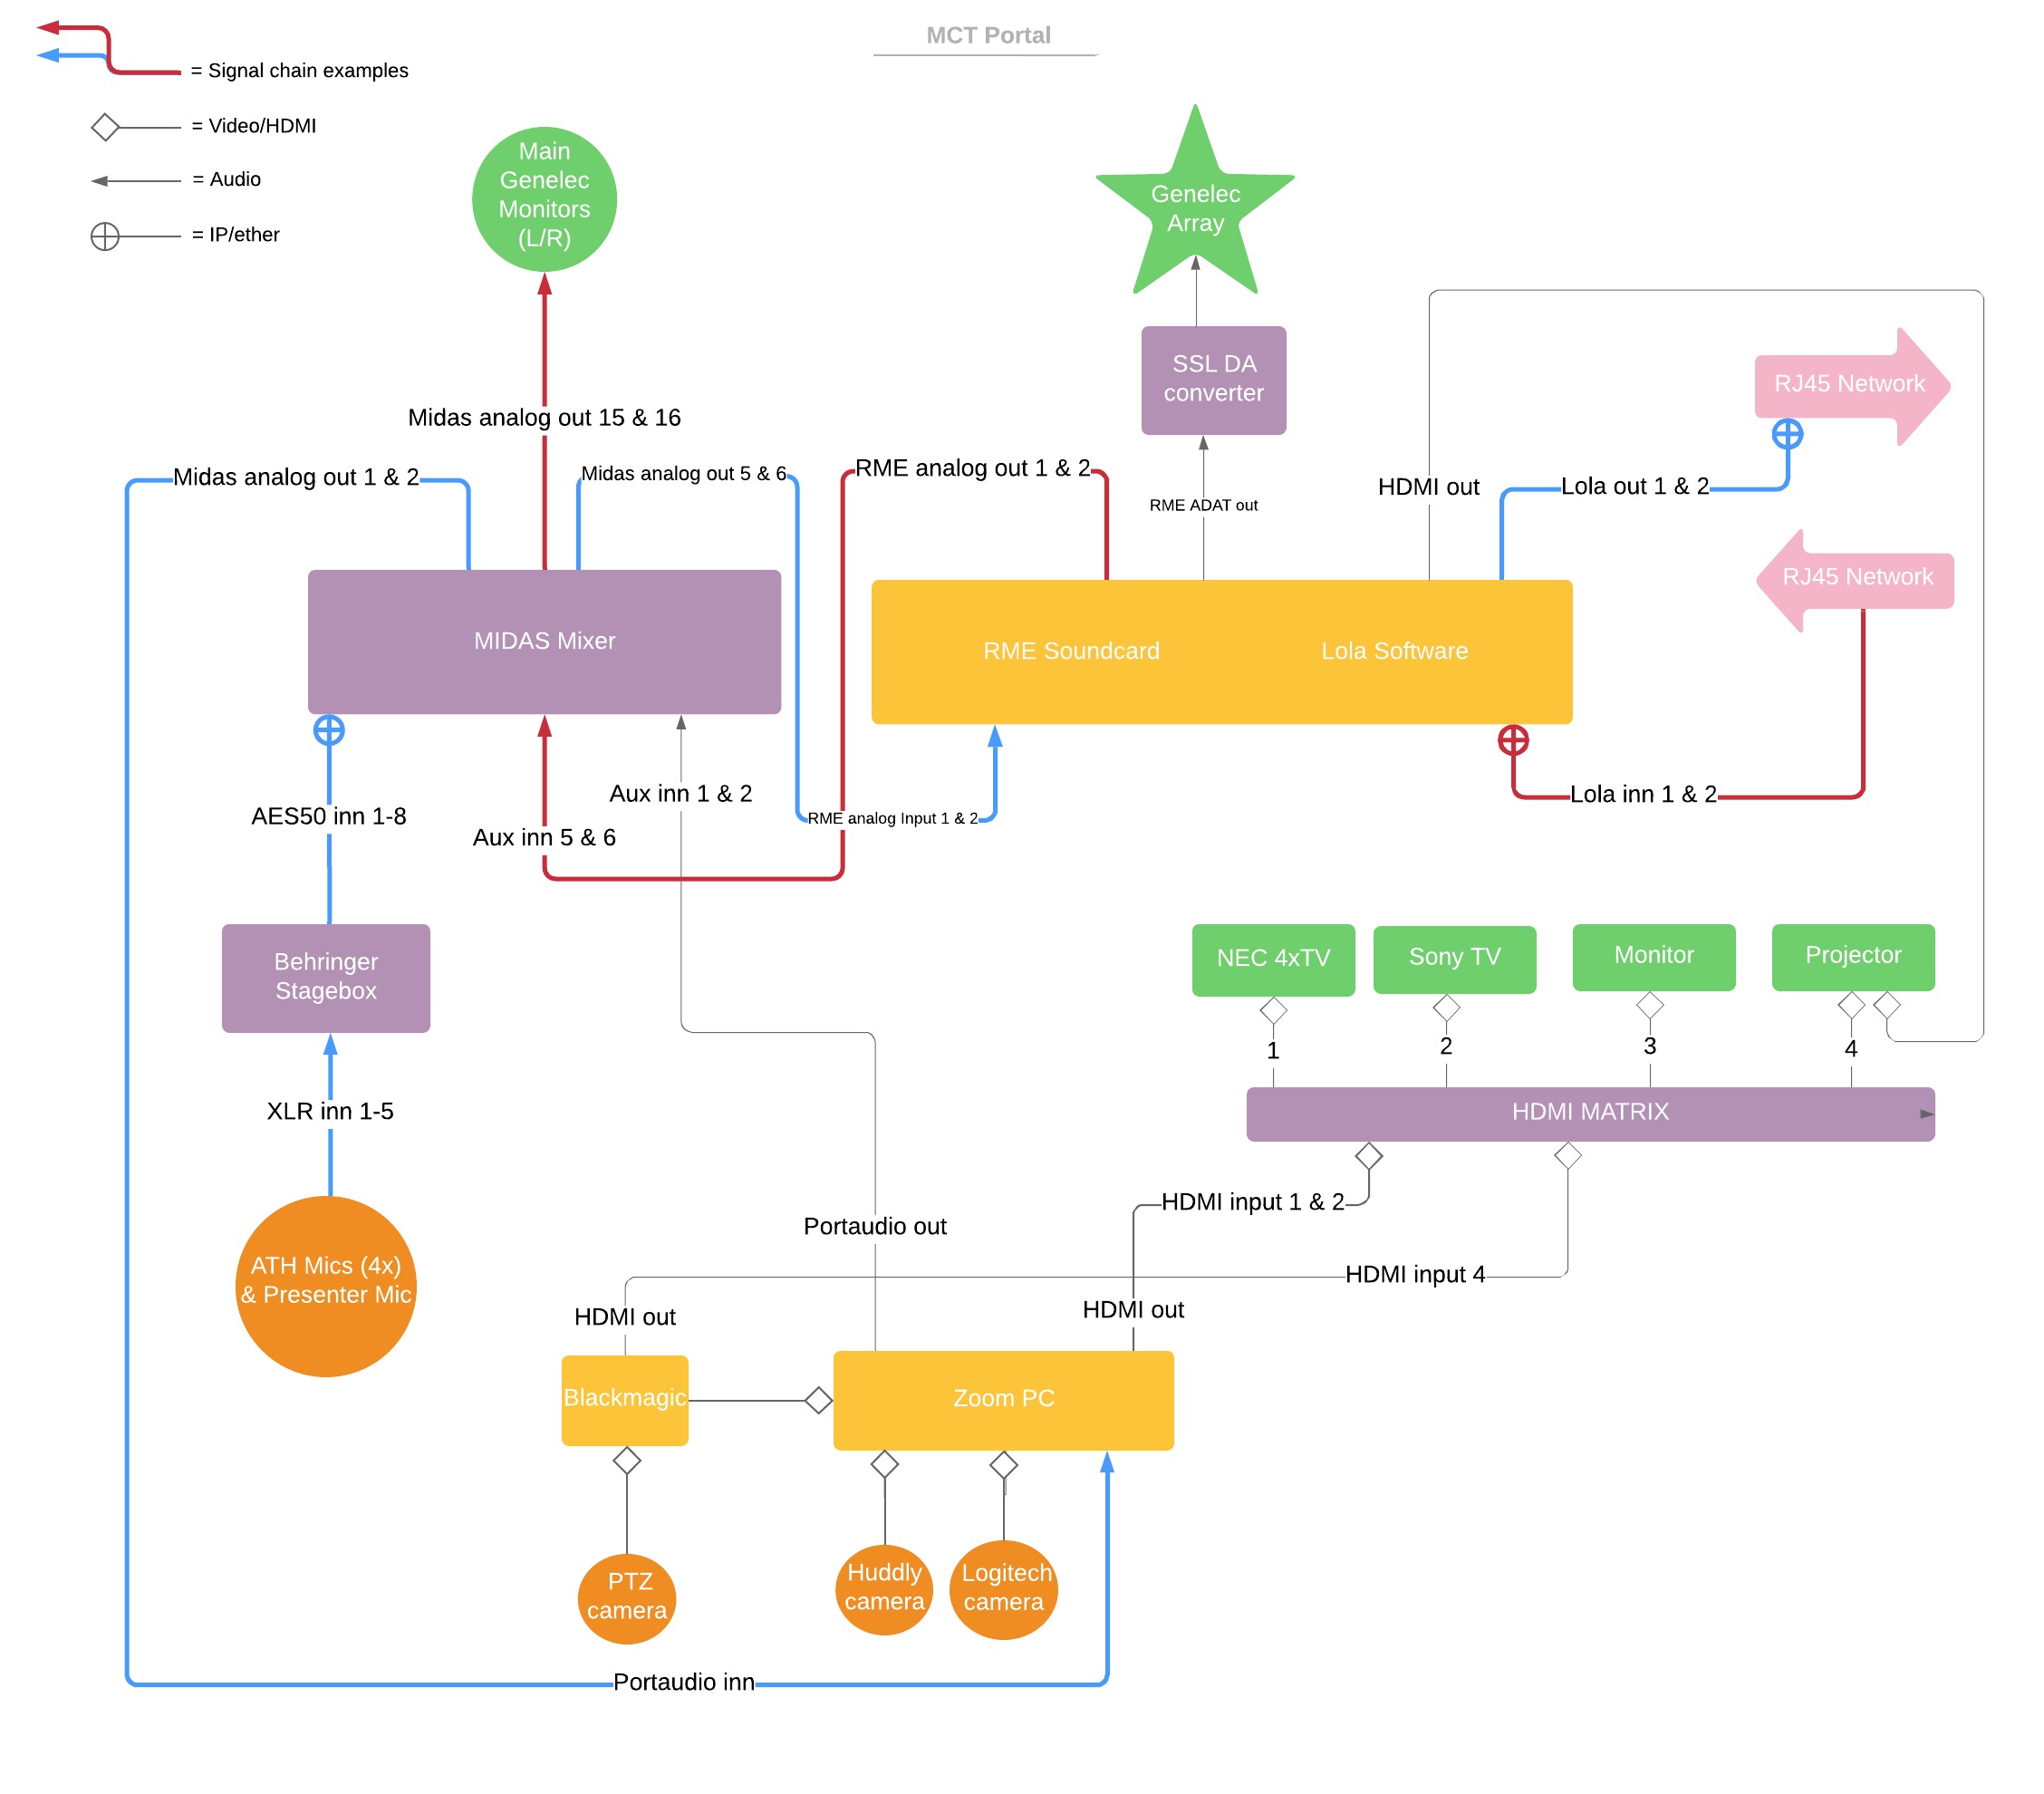 MCT Portal
= Signal chain examples
= Video/HDMI
= Audio
= IP/ether
Main
Genelec
Monitors
(L/R)
Genelec
Array
SSL DA
converter
RJ45 Network
Midas analog out 15 & 16
Midas analog out 1 & 2
Midas analog out 5 & 6
RME analog out 1 & 2
RME ADAT out
HDMI out
Lola out 1 & 2
RJ45 Network
MIDAS Mixer
RME Soundcard
Lola Software
Aux inn 1 & 2
Lola inn 1 & 2
AES50 inn 1-8
RME analog Input 1 & 2
Aux inn 5 & 6
Behringer
Stagebox
NEC 4xTV
Sony TV
Monitor
Projector
1
2
3
4
XLR inn 1-5
HDMI MATRIX
HDMI input 1 & 2
Portaudio out
ATH Mics (4x)
& Presenter Mic
HDMI input 4
HDMI out
HDMI out
Blackmagic
Zoom PC
PTZ
camera
Huddly
camera
Logitech
camera
Portaudio inn